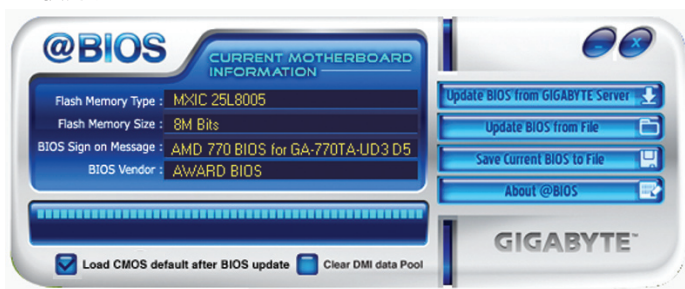 @BIOS
CURRENT MOTHERBOARD
INFORMATION
Flash Memory Type : MXIC 25L8005
Flash Memory Size : 8M Bits
BIOS Sign on Message : AMD 770 BIOS for GA-770TA-UD3 D5
BIOS Vendor : AWARD BIOS
Load CMOS default after BIOS update
Clear DMI data Pool
Update BIOS from GIGABYTE Server
Update BIOS from File
Save Current BIOS to File
About @BIOS
GIGABYTE™